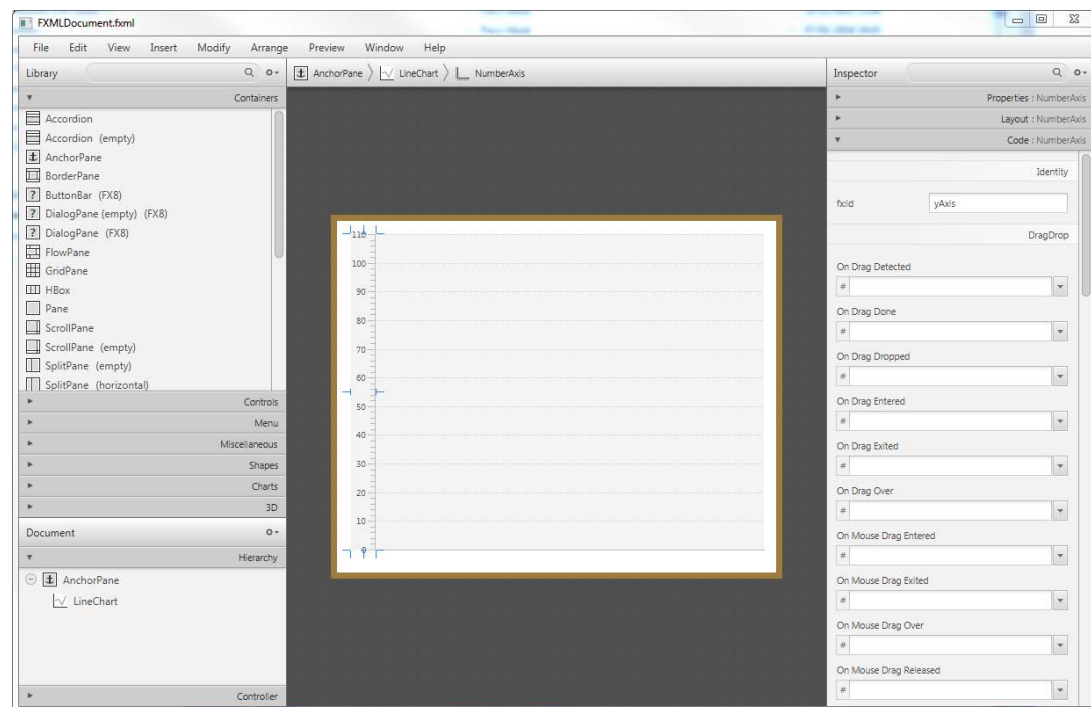 FXMLDocument.fxml
File Edit View Insert Modify Arrange Preview Window Help
Library
Containers
Accordion
Accordion (empty)
AnchorPane
BorderPane
ButtonBar (FX8)
DialogPane (empty) (FX8)
DialogPane (FX8)
FlowPane
GridPane
HBox
Pane
ScrollPane
ScrollPane (empty)
SplitPane (empty)
SplitPane (horizontal)
Controls
Menu
Miscellaneous
Shapes
Charts
3D
Document
Hierarchy
AnchorPane
LineChart
Controller
AnchorPane LineChart NumberAxis
110
100
90
80
70
60
50
40
30
20
10
0
Inspector
Properties : NumberAxis
Layout : NumberAxis
Code : NumberAxis
Identity
fx:id yAxis
DragDrop
On Drag Detected
#
On Drag Done
#
On Drag Dropped
#
On Drag Entered
#
On Drag Exited
#
On Drag Over
#
On Mouse Drag Entered
#
On Mouse Drag Exited
#
On Mouse Drag Over
#
On Mouse Drag Released
#